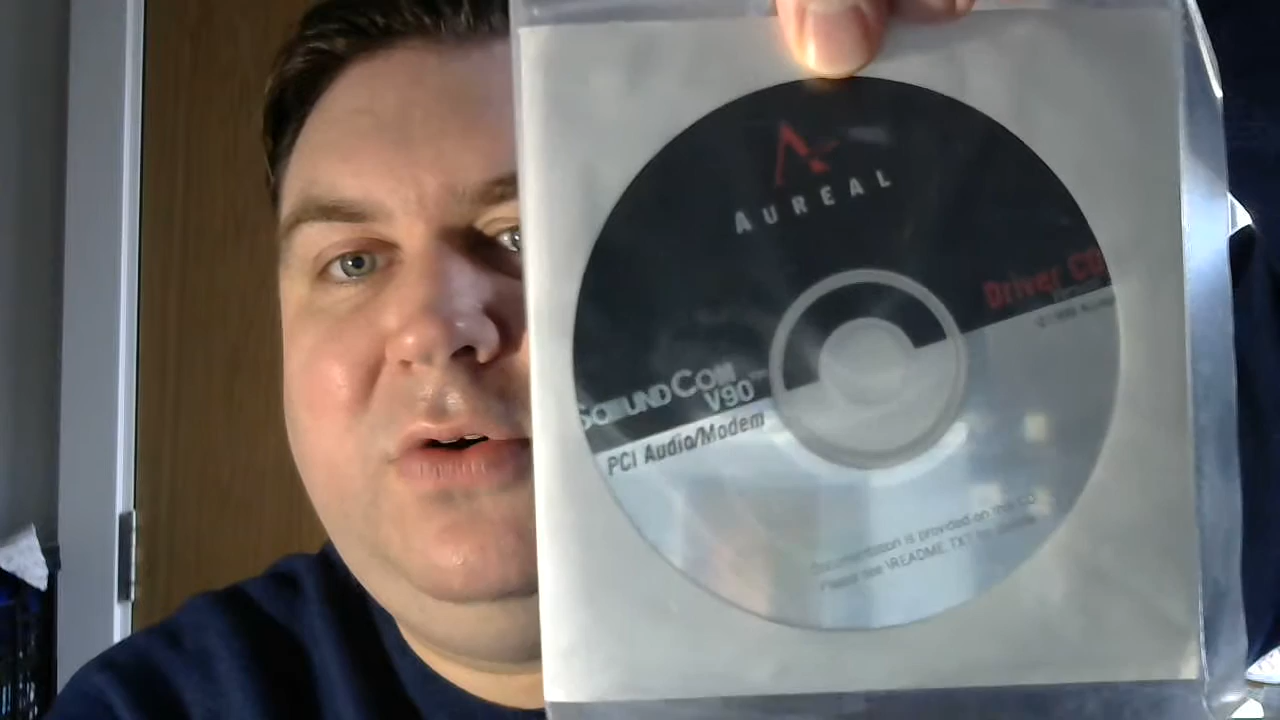 AUREAL
Driver CD
SOUNDCOM
V90
PCI Audio/Modem
Documentation is provided on this CD
Please see \README.TXT for details